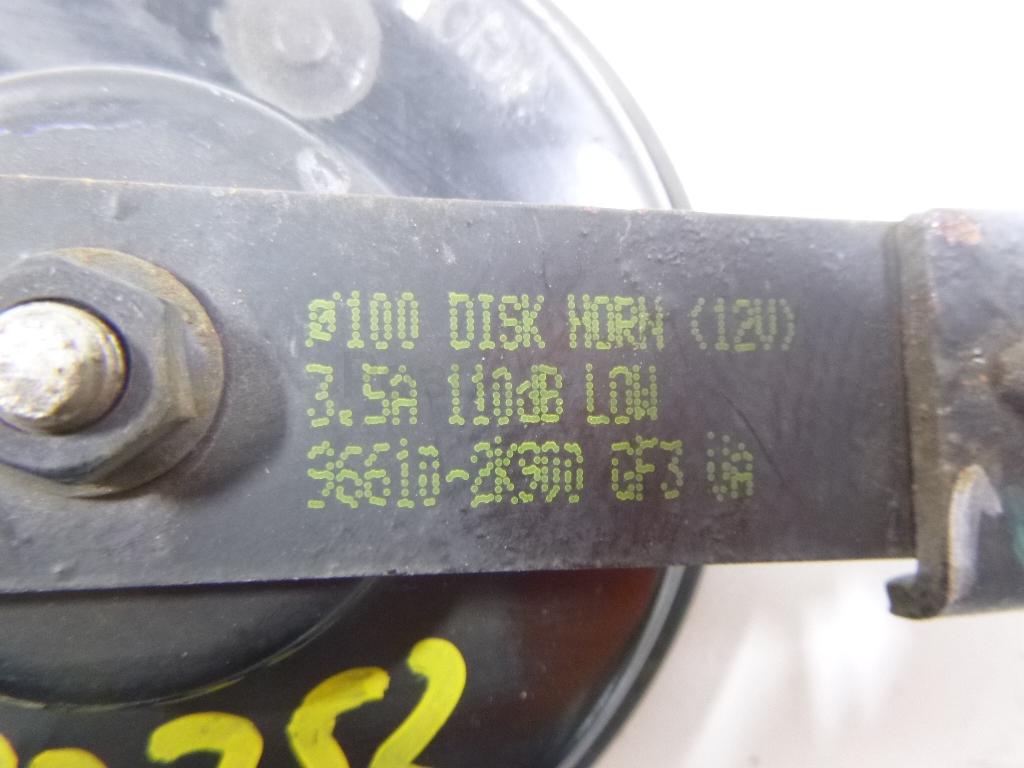 ø100 DISK HORN (12V)
3.5A 110dB LOW
96610-2K900 GF3 UA